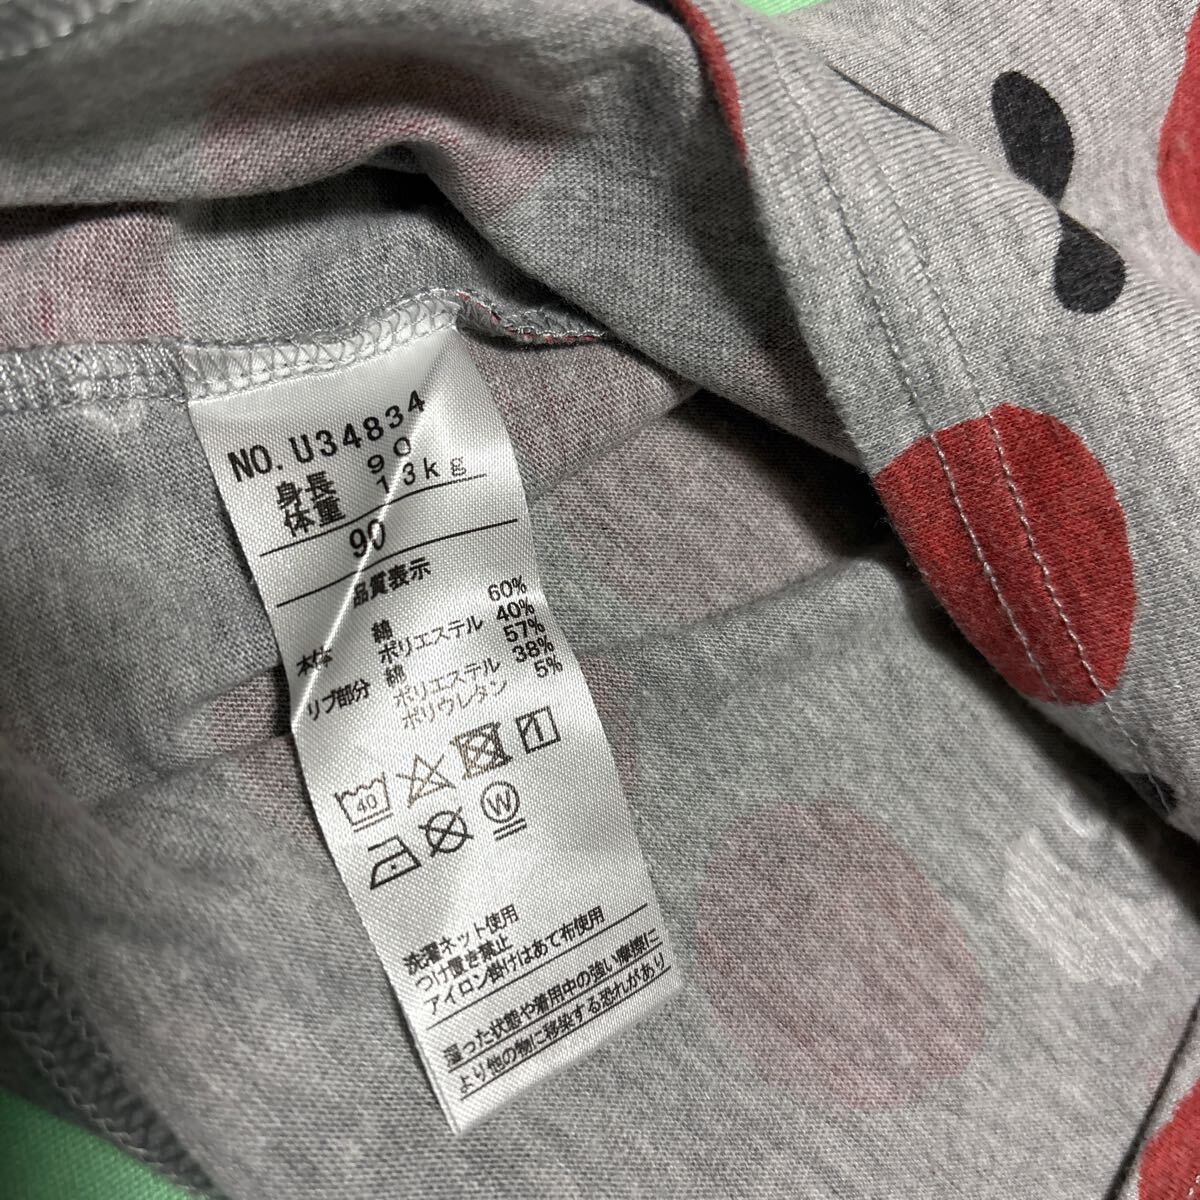 NO. U34834
身長 90
体重 13kg
90
品質表示
綿 60%
本体 ポリエステル 40%
綿 57%
リブ部分 ポリエステル 38%
ポリウレタン 5%
40
W
洗濯ネット使用
つけ置き禁止
アイロン掛けはあて布使用
湿った状態や着用中の強い摩擦に
より他の物に移染する恐れがあり